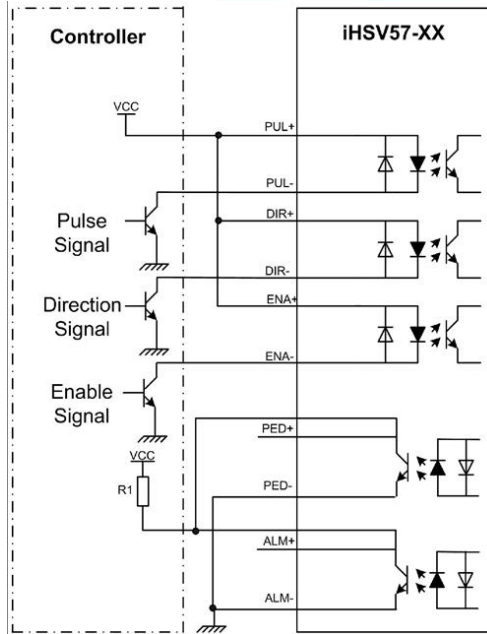 Controller
iHSV57-XX
VCC
PUL+
PUL-
Pulse
Signal
DIR+
DIR-
Direction
Signal
ENA+
ENA-
Enable
Signal
VCC
R1
PED+
PED-
ALM+
ALM-